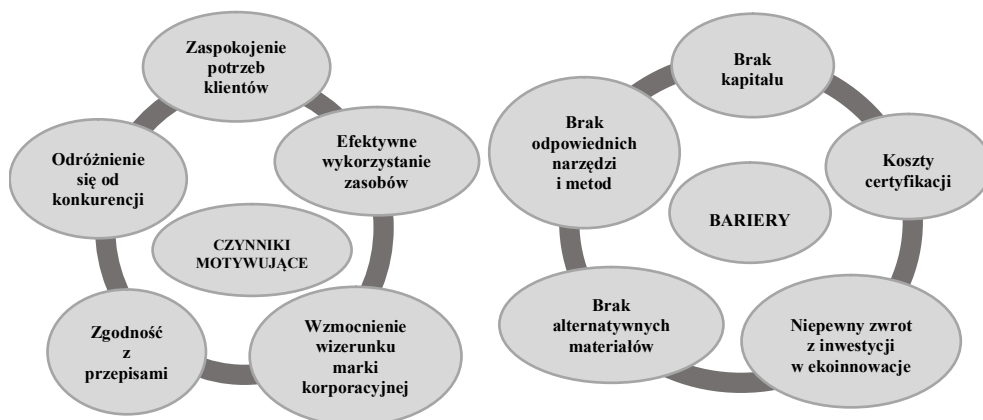 Zaspokojenie
potrzeb
klientów
Efektywne
wykorzystanie
zasobów
Wzmocnienie
wizerunku
marki
korporacyjnej
Zgodność
z
przepisami
Odróżnienie
się od
konkurencji
CZYNNIKI
MOTYWUJĄCE
Brak
kapitału
Koszty
certyfikacji
Niepewny zwrot
z inwestycji
w ekoinnowacje
Brak
alternatywnych
materiałów
Brak
odpowiednich
narzędzi
i metod
BARIERY